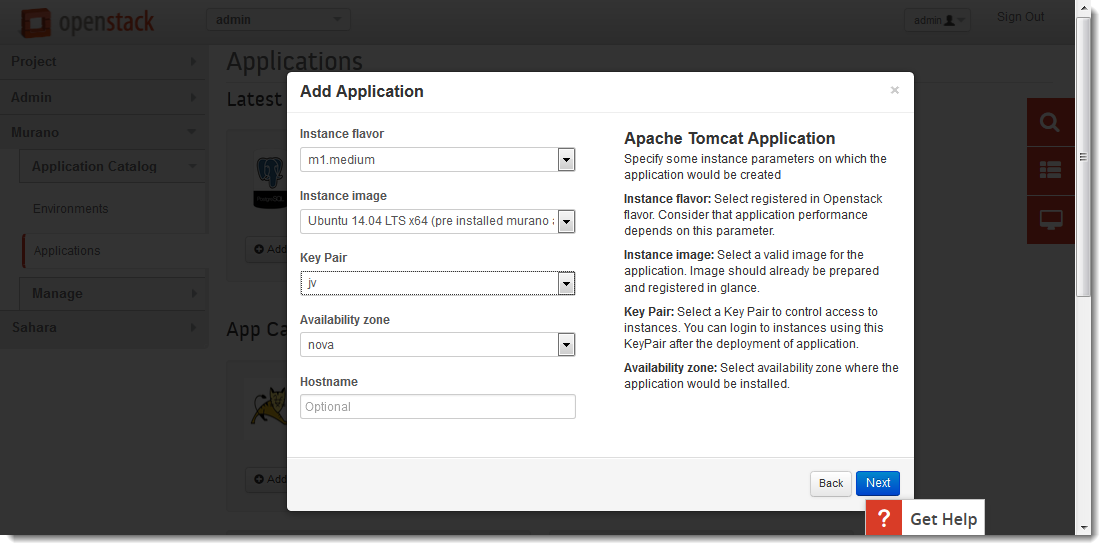 openstack
admin
admin
Sign Out
Project
Admin
Murano
Application Catalog
Environments
Applications
Manage
Sahara
Applications
Latest
PostgreSQL
Add
App Ca
Add
Add Application
×
Instance flavor
m1.medium
Instance image
Ubuntu 14.04 LTS x64 (pre installed murano a
Key Pair
jv
Availability zone
nova
Hostname
Optional
Apache Tomcat Application
Specify some instance parameters on which the
application would be created
Instance flavor: Select registered in Openstack
flavor. Consider that application performance
depends on this parameter.
Instance image: Select a valid image for the
application. Image should already be prepared
and registered in glance.
Key Pair: Select a Key Pair to control access to
instances. You can login to instances using this
KeyPair after the deployment of application.
Availability zone: Select availability zone where the
application would be installed.
Back
Next
? Get Help